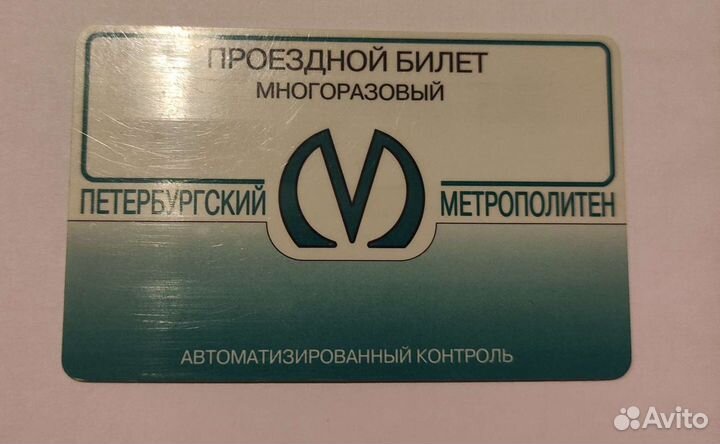 ПРОЕЗДНОЙ БИЛЕТ
МНОГОРАЗОВЫЙ
ПЕТЕРБУРГСКИЙ МЕТРОПОЛИТЕН
АВТОМАТИЗИРОВАННЫЙ КОНТРОЛЬ
Avito